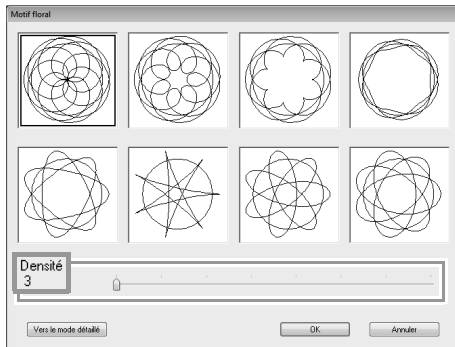 Motif floral
Densité
3
Vers le mode détaillé
OK
Annuler